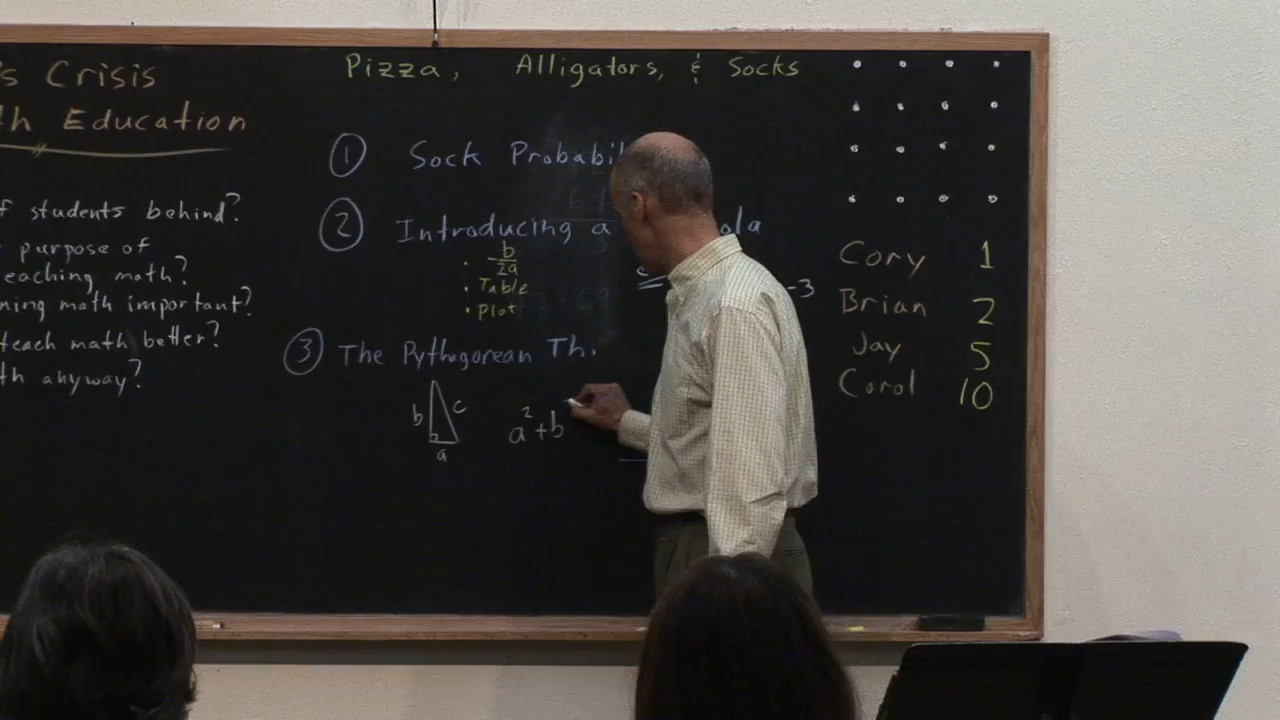 's Crisis
th Education
f students behind?
purpose of
eaching math?
ning math important?
teach math better?
th anyway?
Pizza, Alligators, & Socks
① Sock Probabil
② Introducing a ola
• -b/2a
• Table
• Plot
-3
③ The Pythagorean Th.
b c
a
a²+b
Cory 1
Brian 2
Jay 5
Carol 10